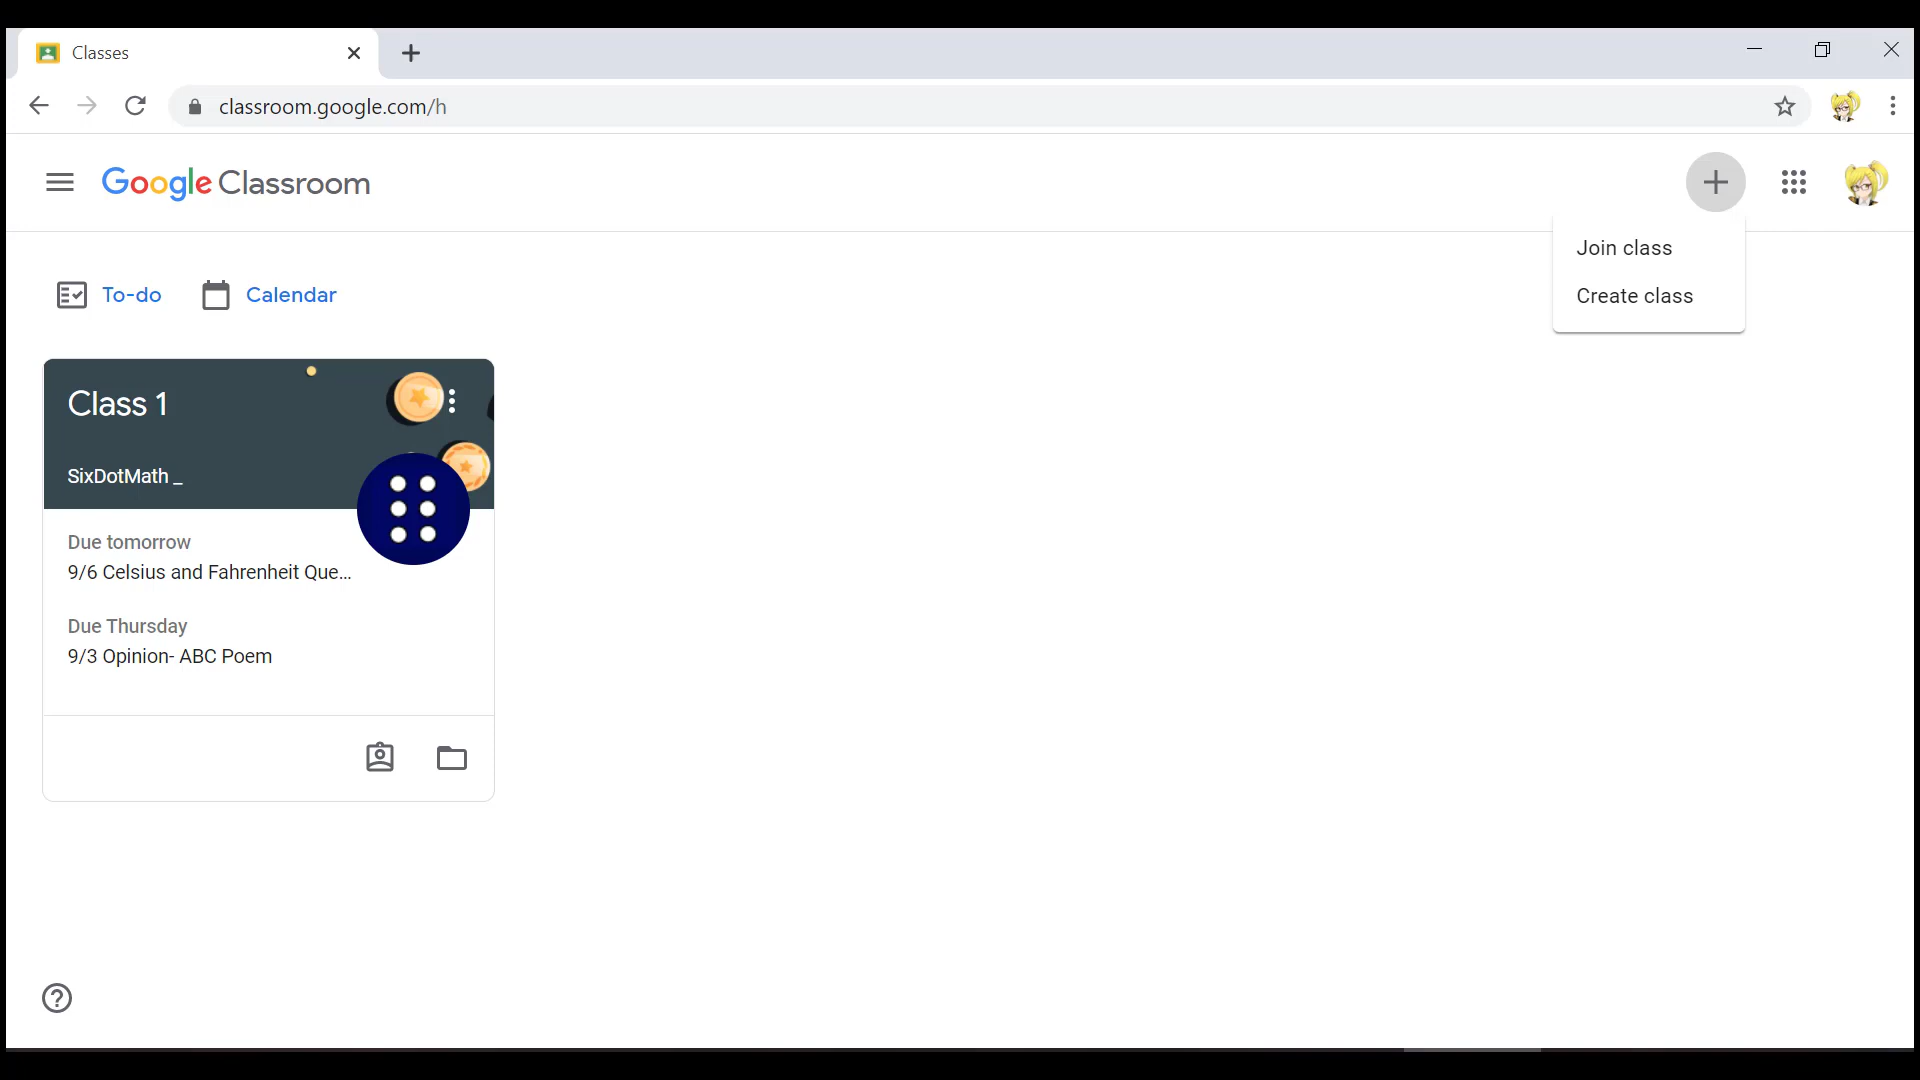 Classes
classroom.google.com/h
Google Classroom
Join class
Create class
To-do
Calendar
Class 1
SixDotMath _
Due tomorrow
9/6 Celsius and Fahrenheit Que...
Due Thursday
9/3 Opinion- ABC Poem